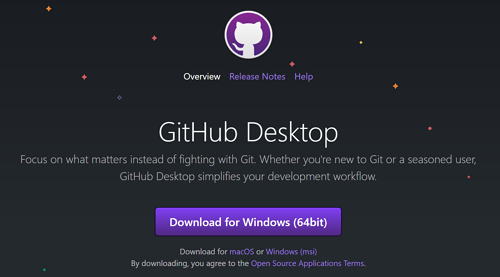 Overview Release Notes Help
GitHub Desktop
Focus on what matters instead of fighting with Git. Whether you're new to Git or a seasoned user,
GitHub Desktop simplifies your development workflow.
Download for Windows (64bit)
Download for macOS or Windows (msi)
By downloading, you agree to the Open Source Applications Terms.